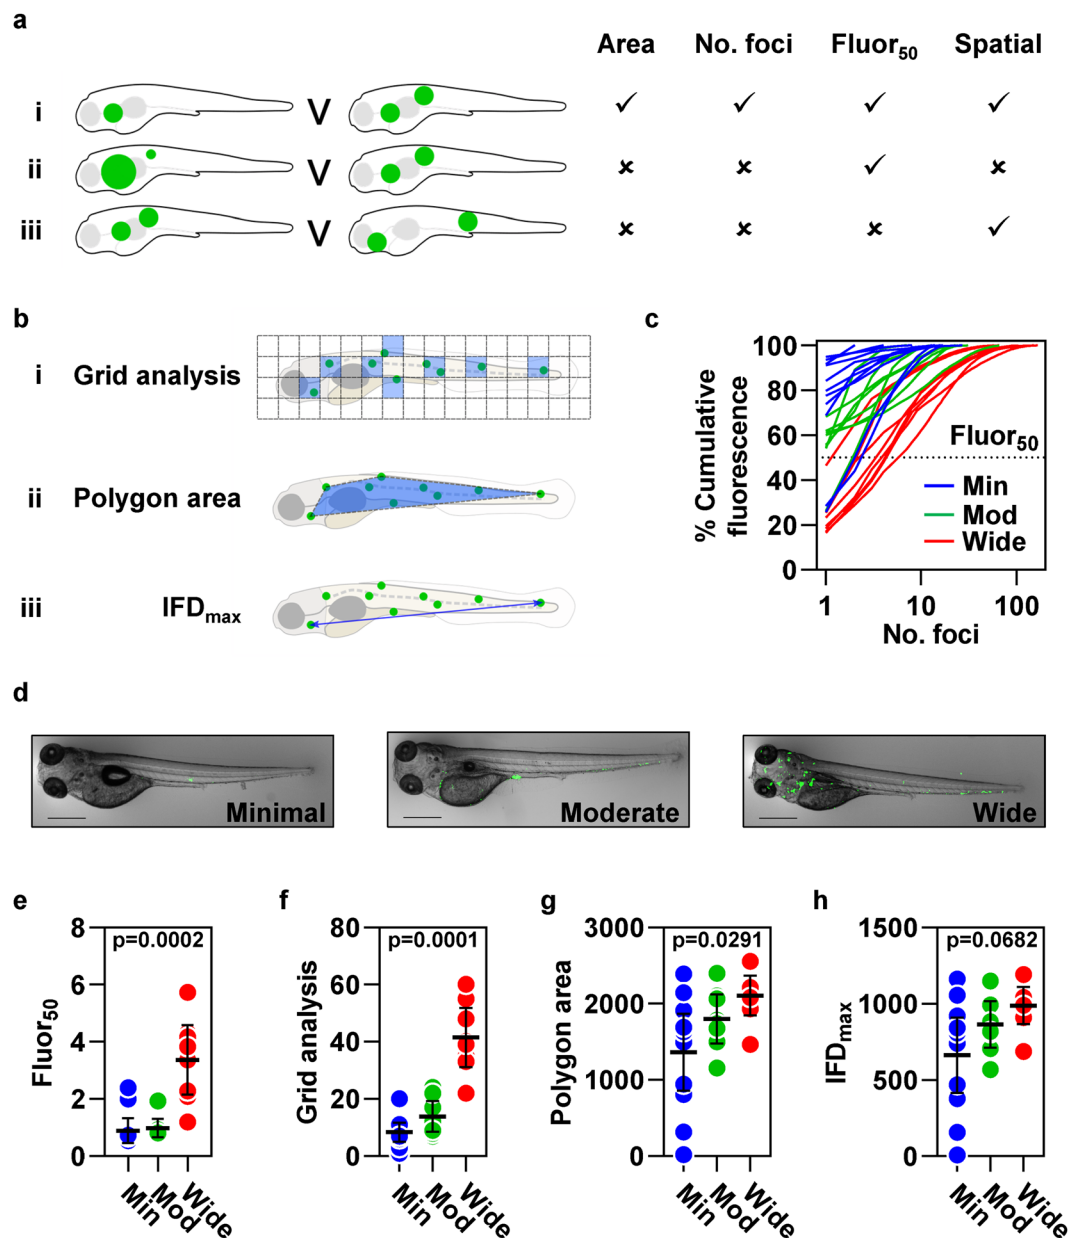 a
Area No. foci Fluor50 Spatial
i V ✓ ✓ ✓ ✓
ii V ✗ ✗ ✓ ✗
iii V ✗ ✗ ✗ ✓
b
i Grid analysis
ii Polygon area
iii IFDmax
c
% Cumulative
fluorescence
100
80
60
40
20
0
Fluor50
Min
Mod
Wide
1 10 100
No. foci
d
Minimal
Moderate
Wide
e
Fluor50
8
6
4
2
0
p=0.0002
Min Mod Wide
f
Grid analysis
80
60
40
20
0
p=0.0001
Min Mod Wide
g
Polygon area
3000
2000
1000
0
p=0.0291
Min Mod Wide
h
IFDmax
1500
1000
500
0
p=0.0682
Min Mod Wide